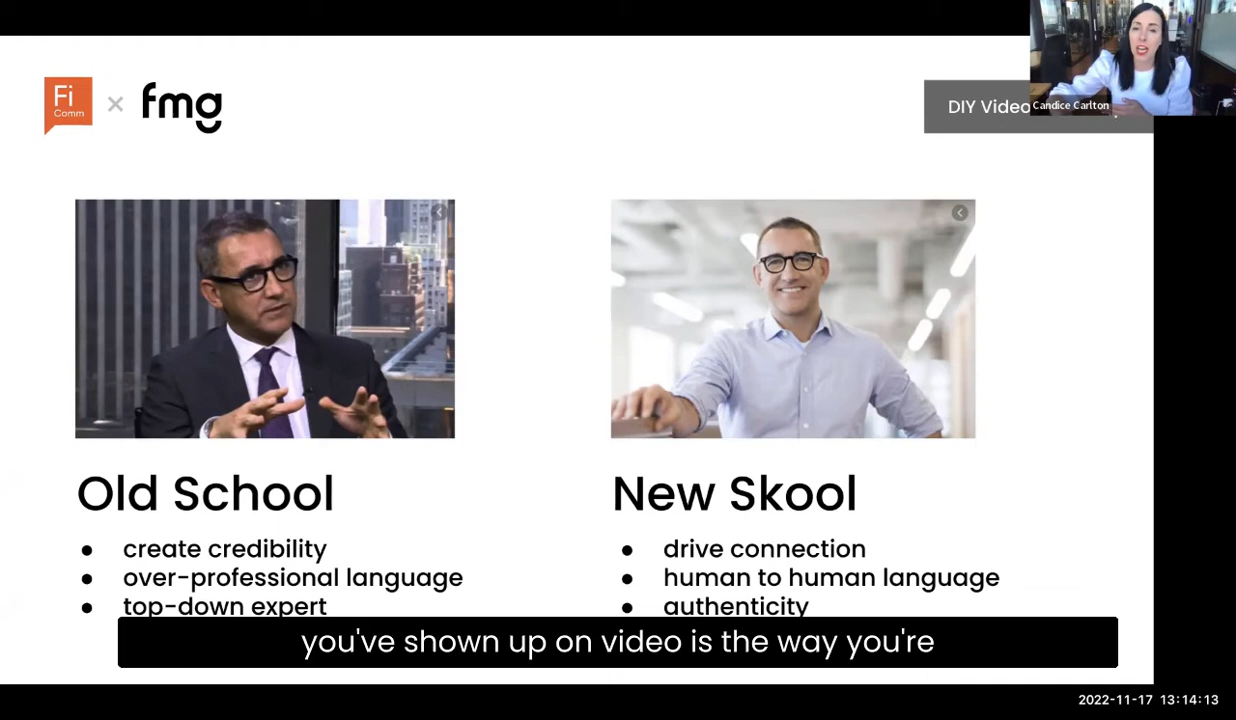 Fi
Comm
×
fmg
DIY Video
Candice Carlton
Old School
• create credibility
• over-professional language
• top-down expert
New Skool
• drive connection
• human to human language
• authenticity
you've shown up on video is the way you're
2022-11-17 13:14:13